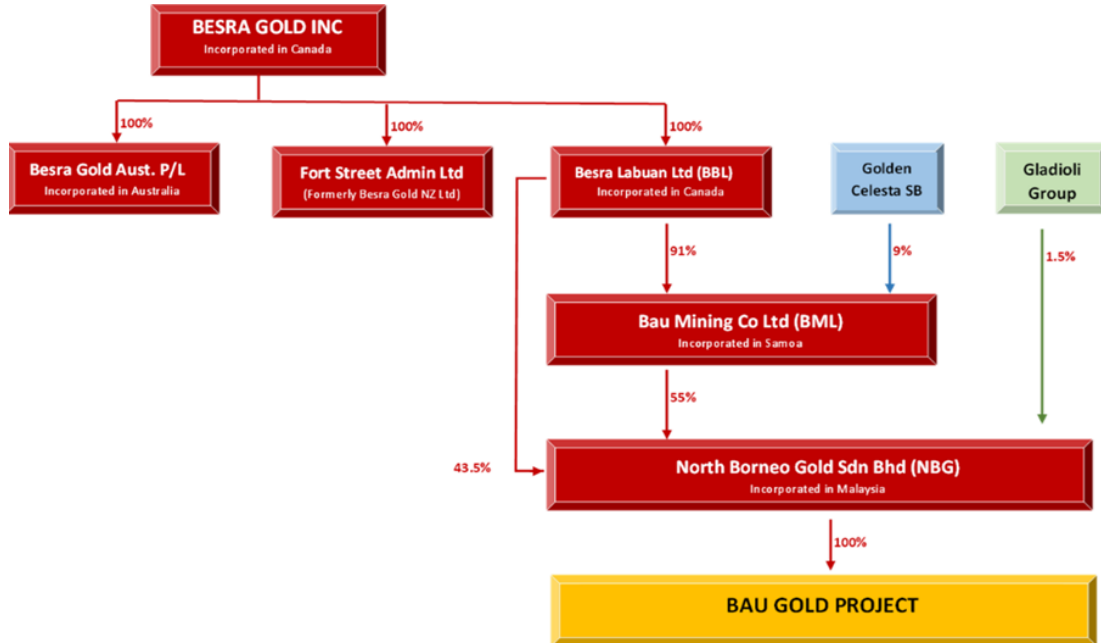 BESRA GOLD INC
Incorporated in Canada
100%
100%
100%
Besra Gold Aust. P/L
Incorporated in Australia
Fort Street Admin Ltd
(Formerly Besra Gold NZ Ltd)
Besra Labuan Ltd (BBL)
Incorporated in Canada
Golden
Celesta SB
Gladioli
Group
91%
9%
1.5%
Bau Mining Co Ltd (BML)
Incorporated in Samoa
55%
43.5%
North Borneo Gold Sdn Bhd (NBG)
Incorporated in Malaysia
100%
BAU GOLD PROJECT